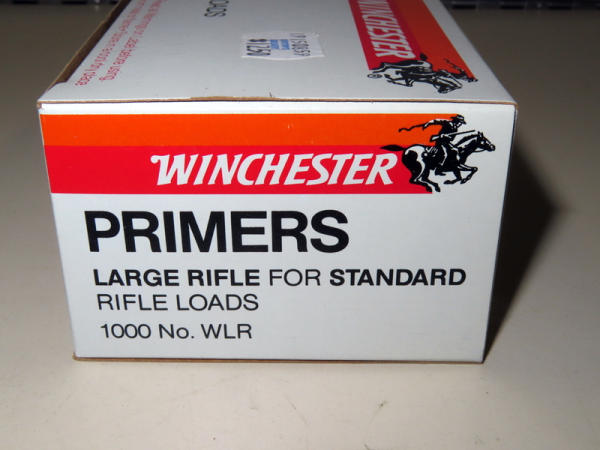 WINCHESTER
WINCHESTER
PRIMERS
LARGE RIFLE FOR STANDARD
RIFLE LOADS
1000 No. WLR